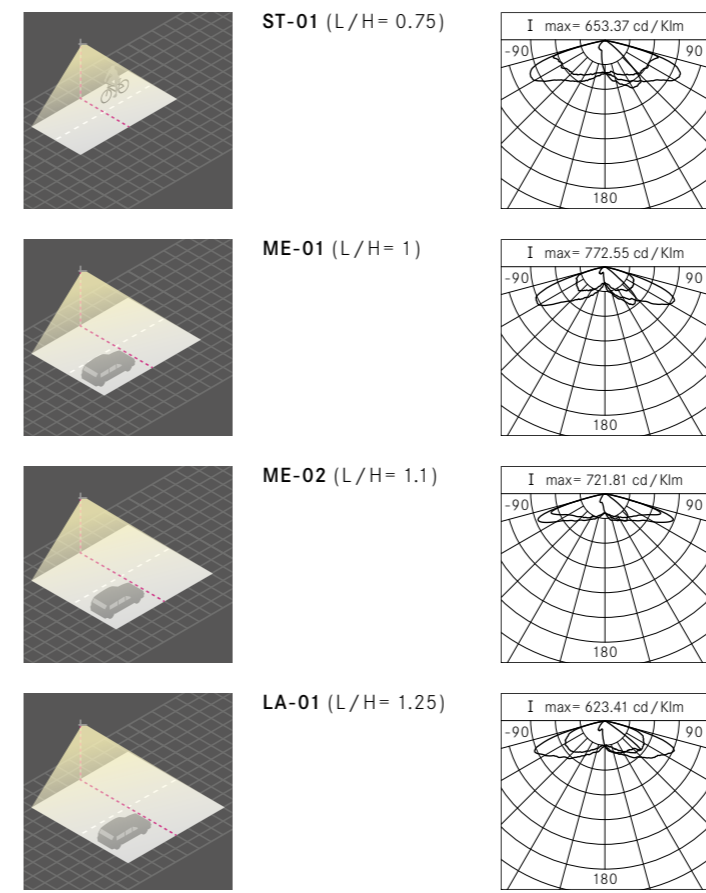 ST-01 (L/H= 0.75)
I max= 653.37 cd/Klm
-90 90
180
ME-01 (L/H= 1)
I max= 772.55 cd/Klm
-90 90
180
ME-02 (L/H= 1.1)
I max= 721.81 cd/Klm
-90 90
180
LA-01 (L/H= 1.25)
I max= 623.41 cd/Klm
-90 90
180